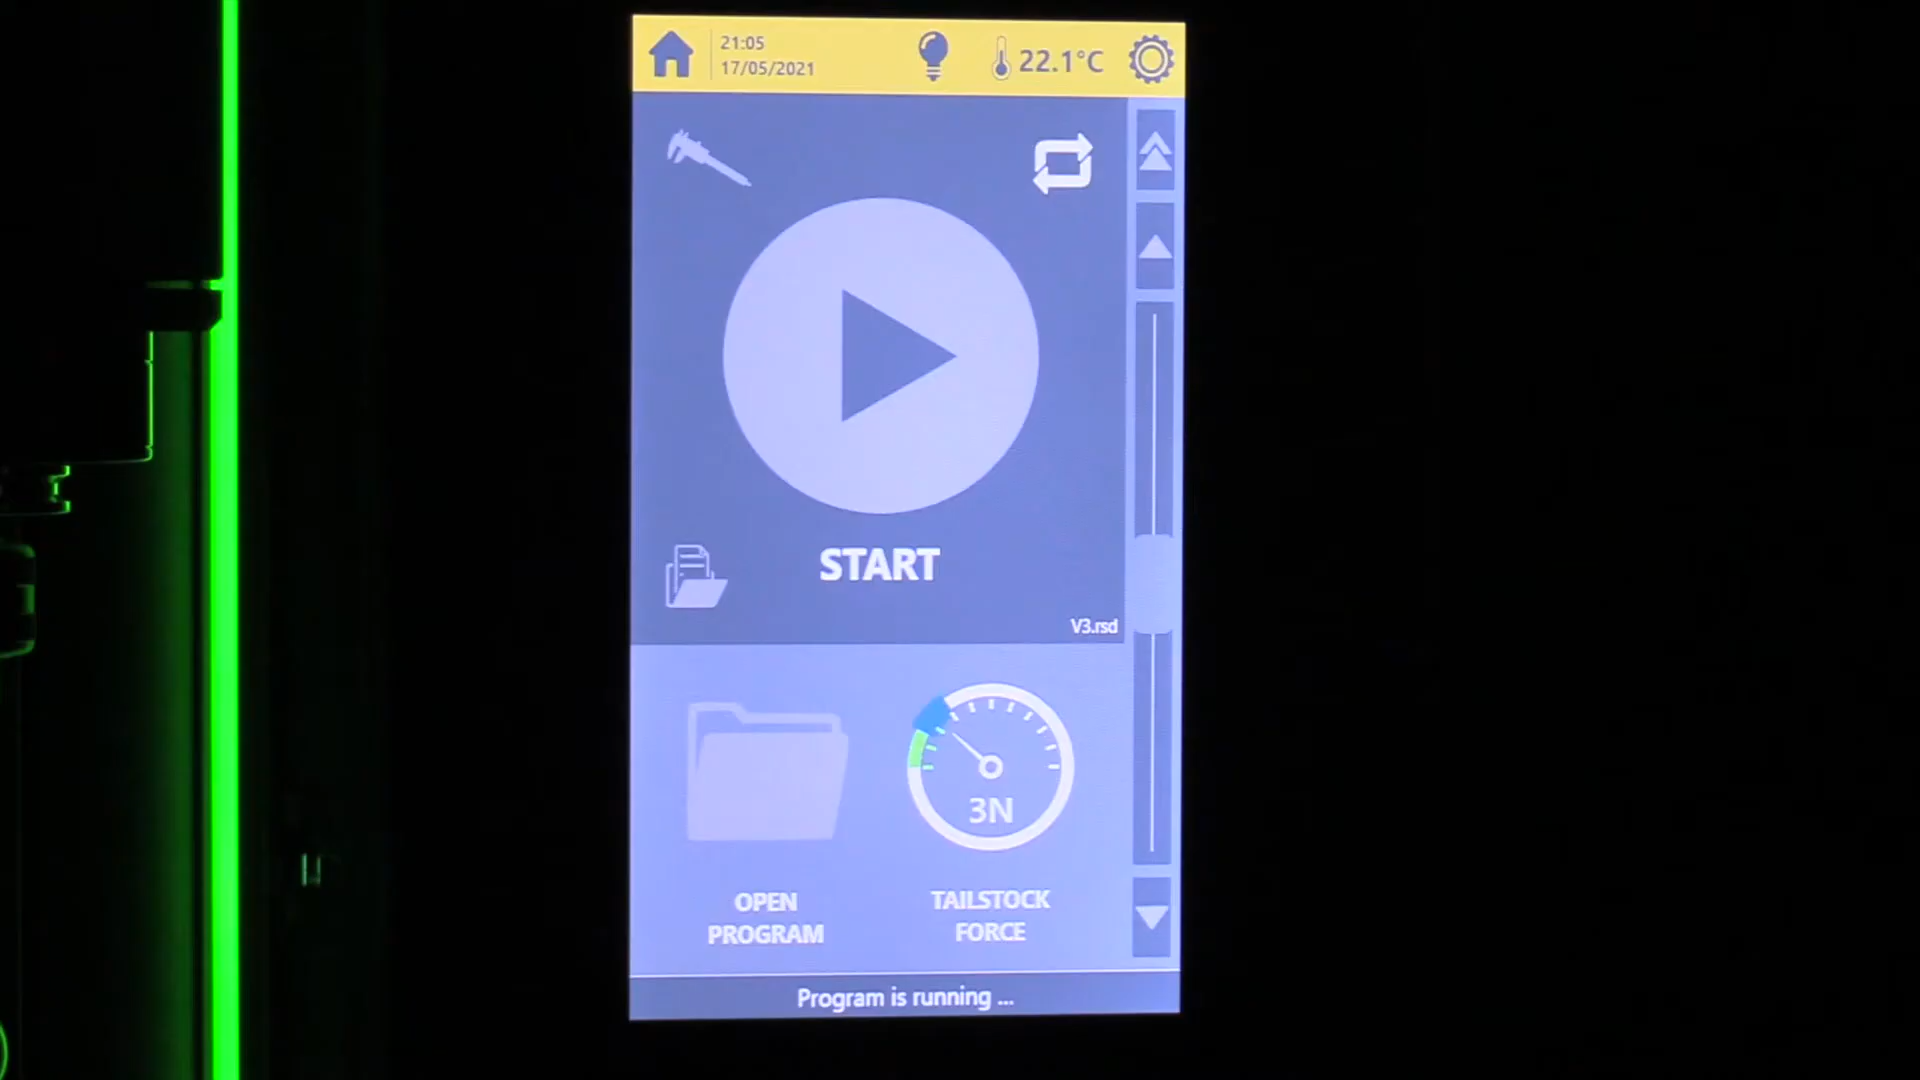 21:05
17/05/2021
22.1°C
START
V3.rsd
3N
OPEN
PROGRAM
TAILSTOCK
FORCE
Program is running ...